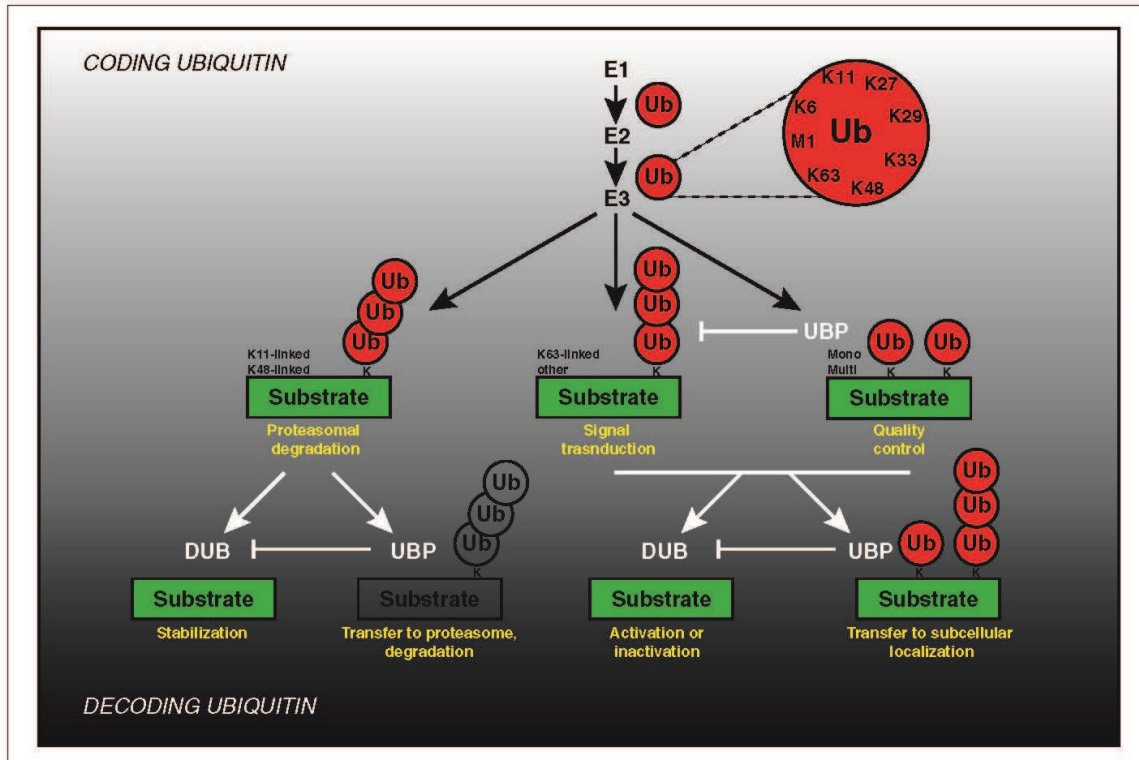 CODING UBIQUITIN
E1
Ub
E2
Ub
E3
K11
K27
K6
K29
M1
Ub
K33
K63
K48
Ub
Ub
Ub
K11-linked
K48-linked
K
Substrate
Proteasomal
degradation
Ub
Ub
Ub
K63-linked
other
K
Substrate
Signal
trasnduction
UBP
Mono
Multi
Ub
Ub
K
K
Substrate
Quality
control
DUB
Substrate
Stabilization
UBP
Ub
Ub
Ub
K
Substrate
Transfer to proteasome,
degradation
DUB
Substrate
Activation or
inactivation
UBP
Ub
K
Ub
Ub
Ub
K
Substrate
Transfer to subcellular
localization
DECODING UBIQUITIN